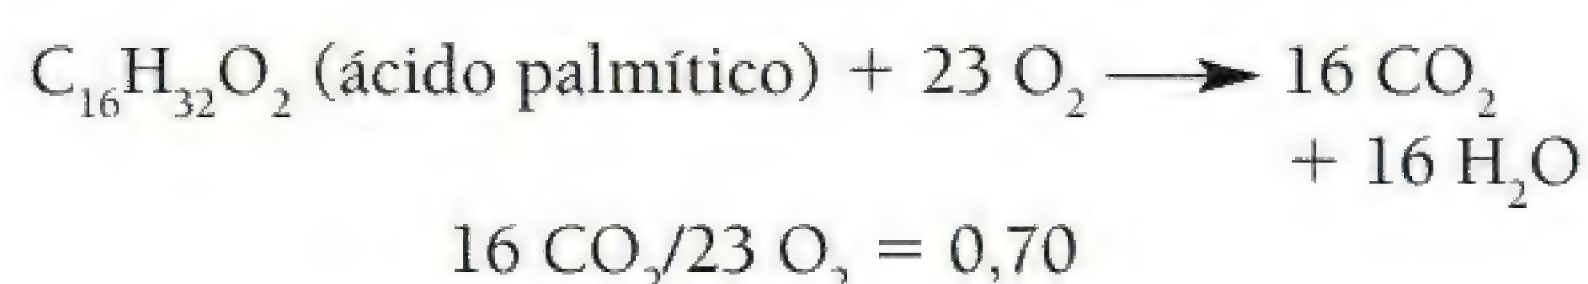 C₁₆H₃₂O₂ (ácido palmítico) + 23 O₂ ⟶ 16 CO₂
+ 16 H₂O
16 CO₂/23 O₂ = 0,70